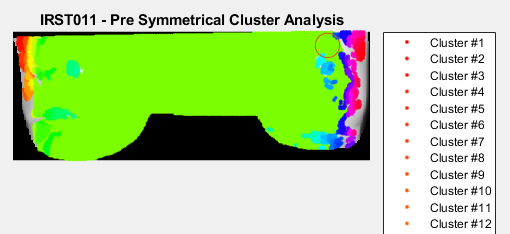 IRST011 - Pre Symmetrical Cluster Analysis
Cluster #1
Cluster #2
Cluster #3
Cluster #4
Cluster #5
Cluster #6
Cluster #7
Cluster #8
Cluster #9
Cluster #10
Cluster #11
Cluster #12